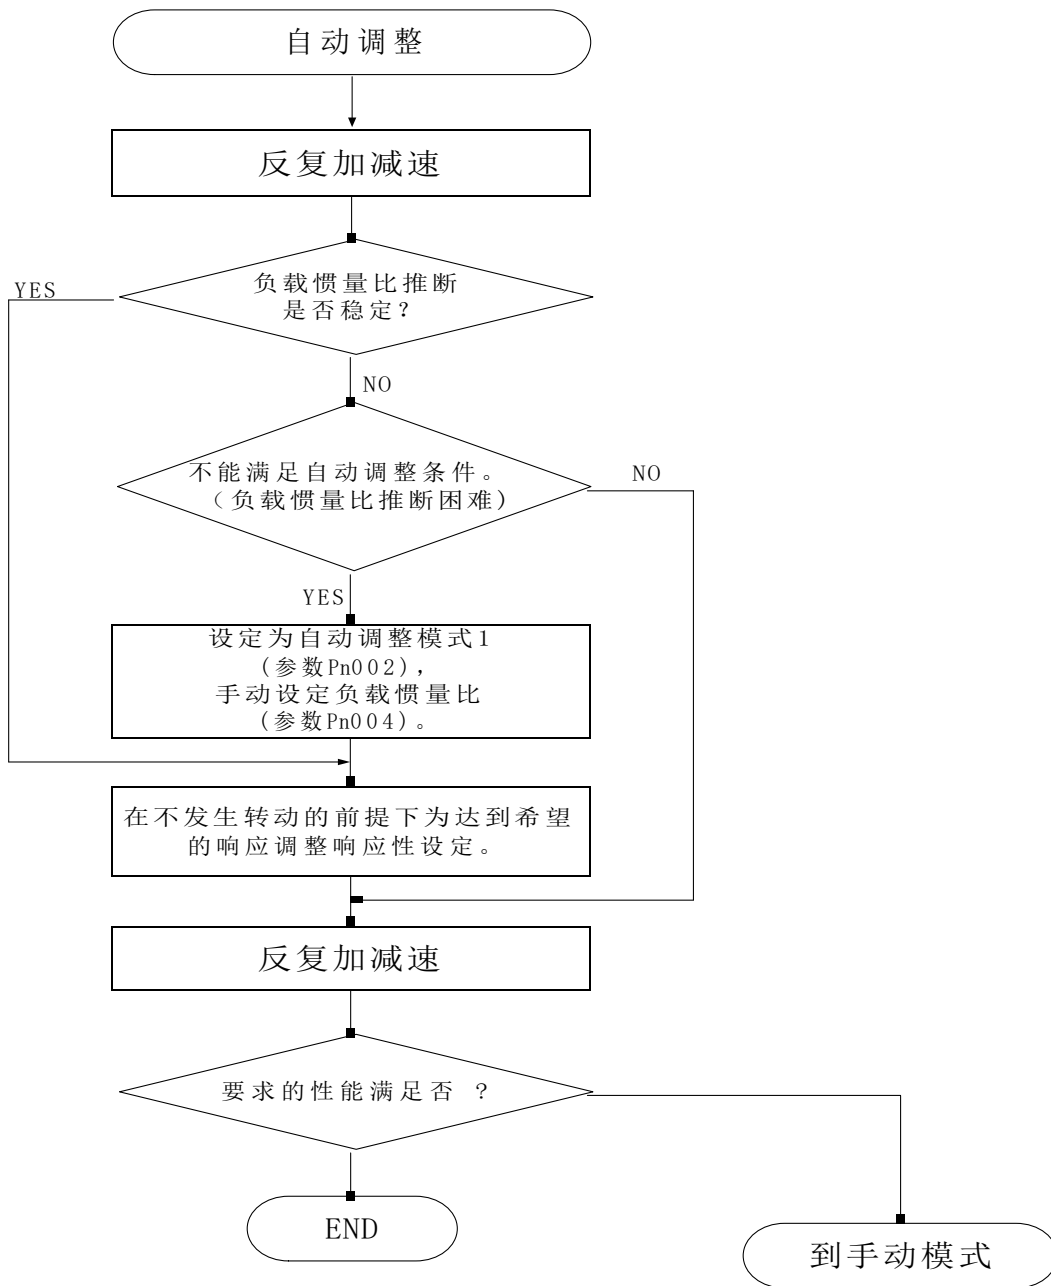 自动调整
反复加减速
负载惯量比推断
是否稳定?
YES
NO
不能满足自动调整条件。
(负载惯量比推断困难)
NO
YES
设定为自动调整模式1
(参数Pn002),
手动设定负载惯量比
(参数Pn004)。
在不发生转动的前提下为达到希望
的响应调整响应性设定。
反复加减速
要求的性能满足否 ?
END
到手动模式